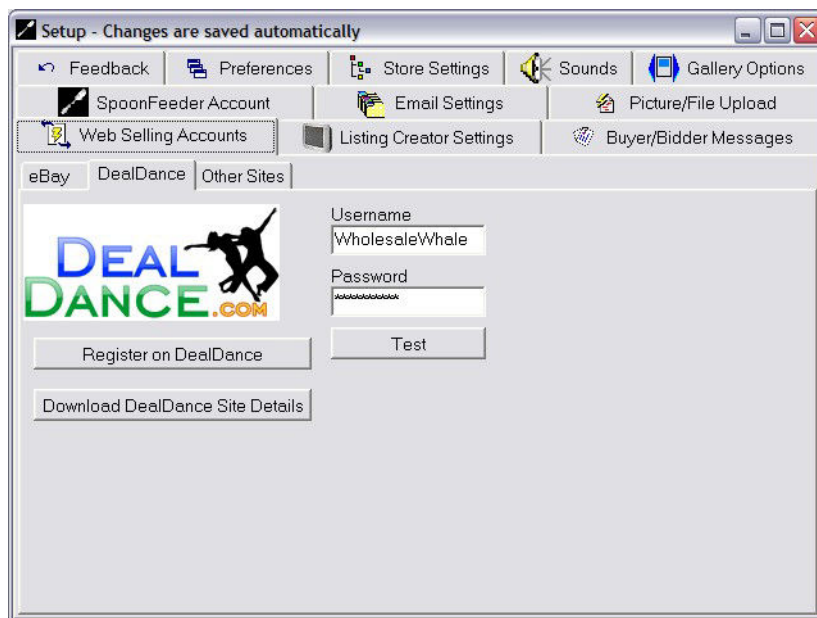 Setup - Changes are saved automatically
Feedback Preferences Store Settings Sounds Gallery Options
SpoonFeeder Account Email Settings Picture/File Upload
Web Selling Accounts Listing Creator Settings Buyer/Bidder Messages
eBay DealDance Other Sites
DEAL
DANCE.COM
Username
WholesaleWhale
Password
***********
Test
Register on DealDance
Download DealDance Site Details